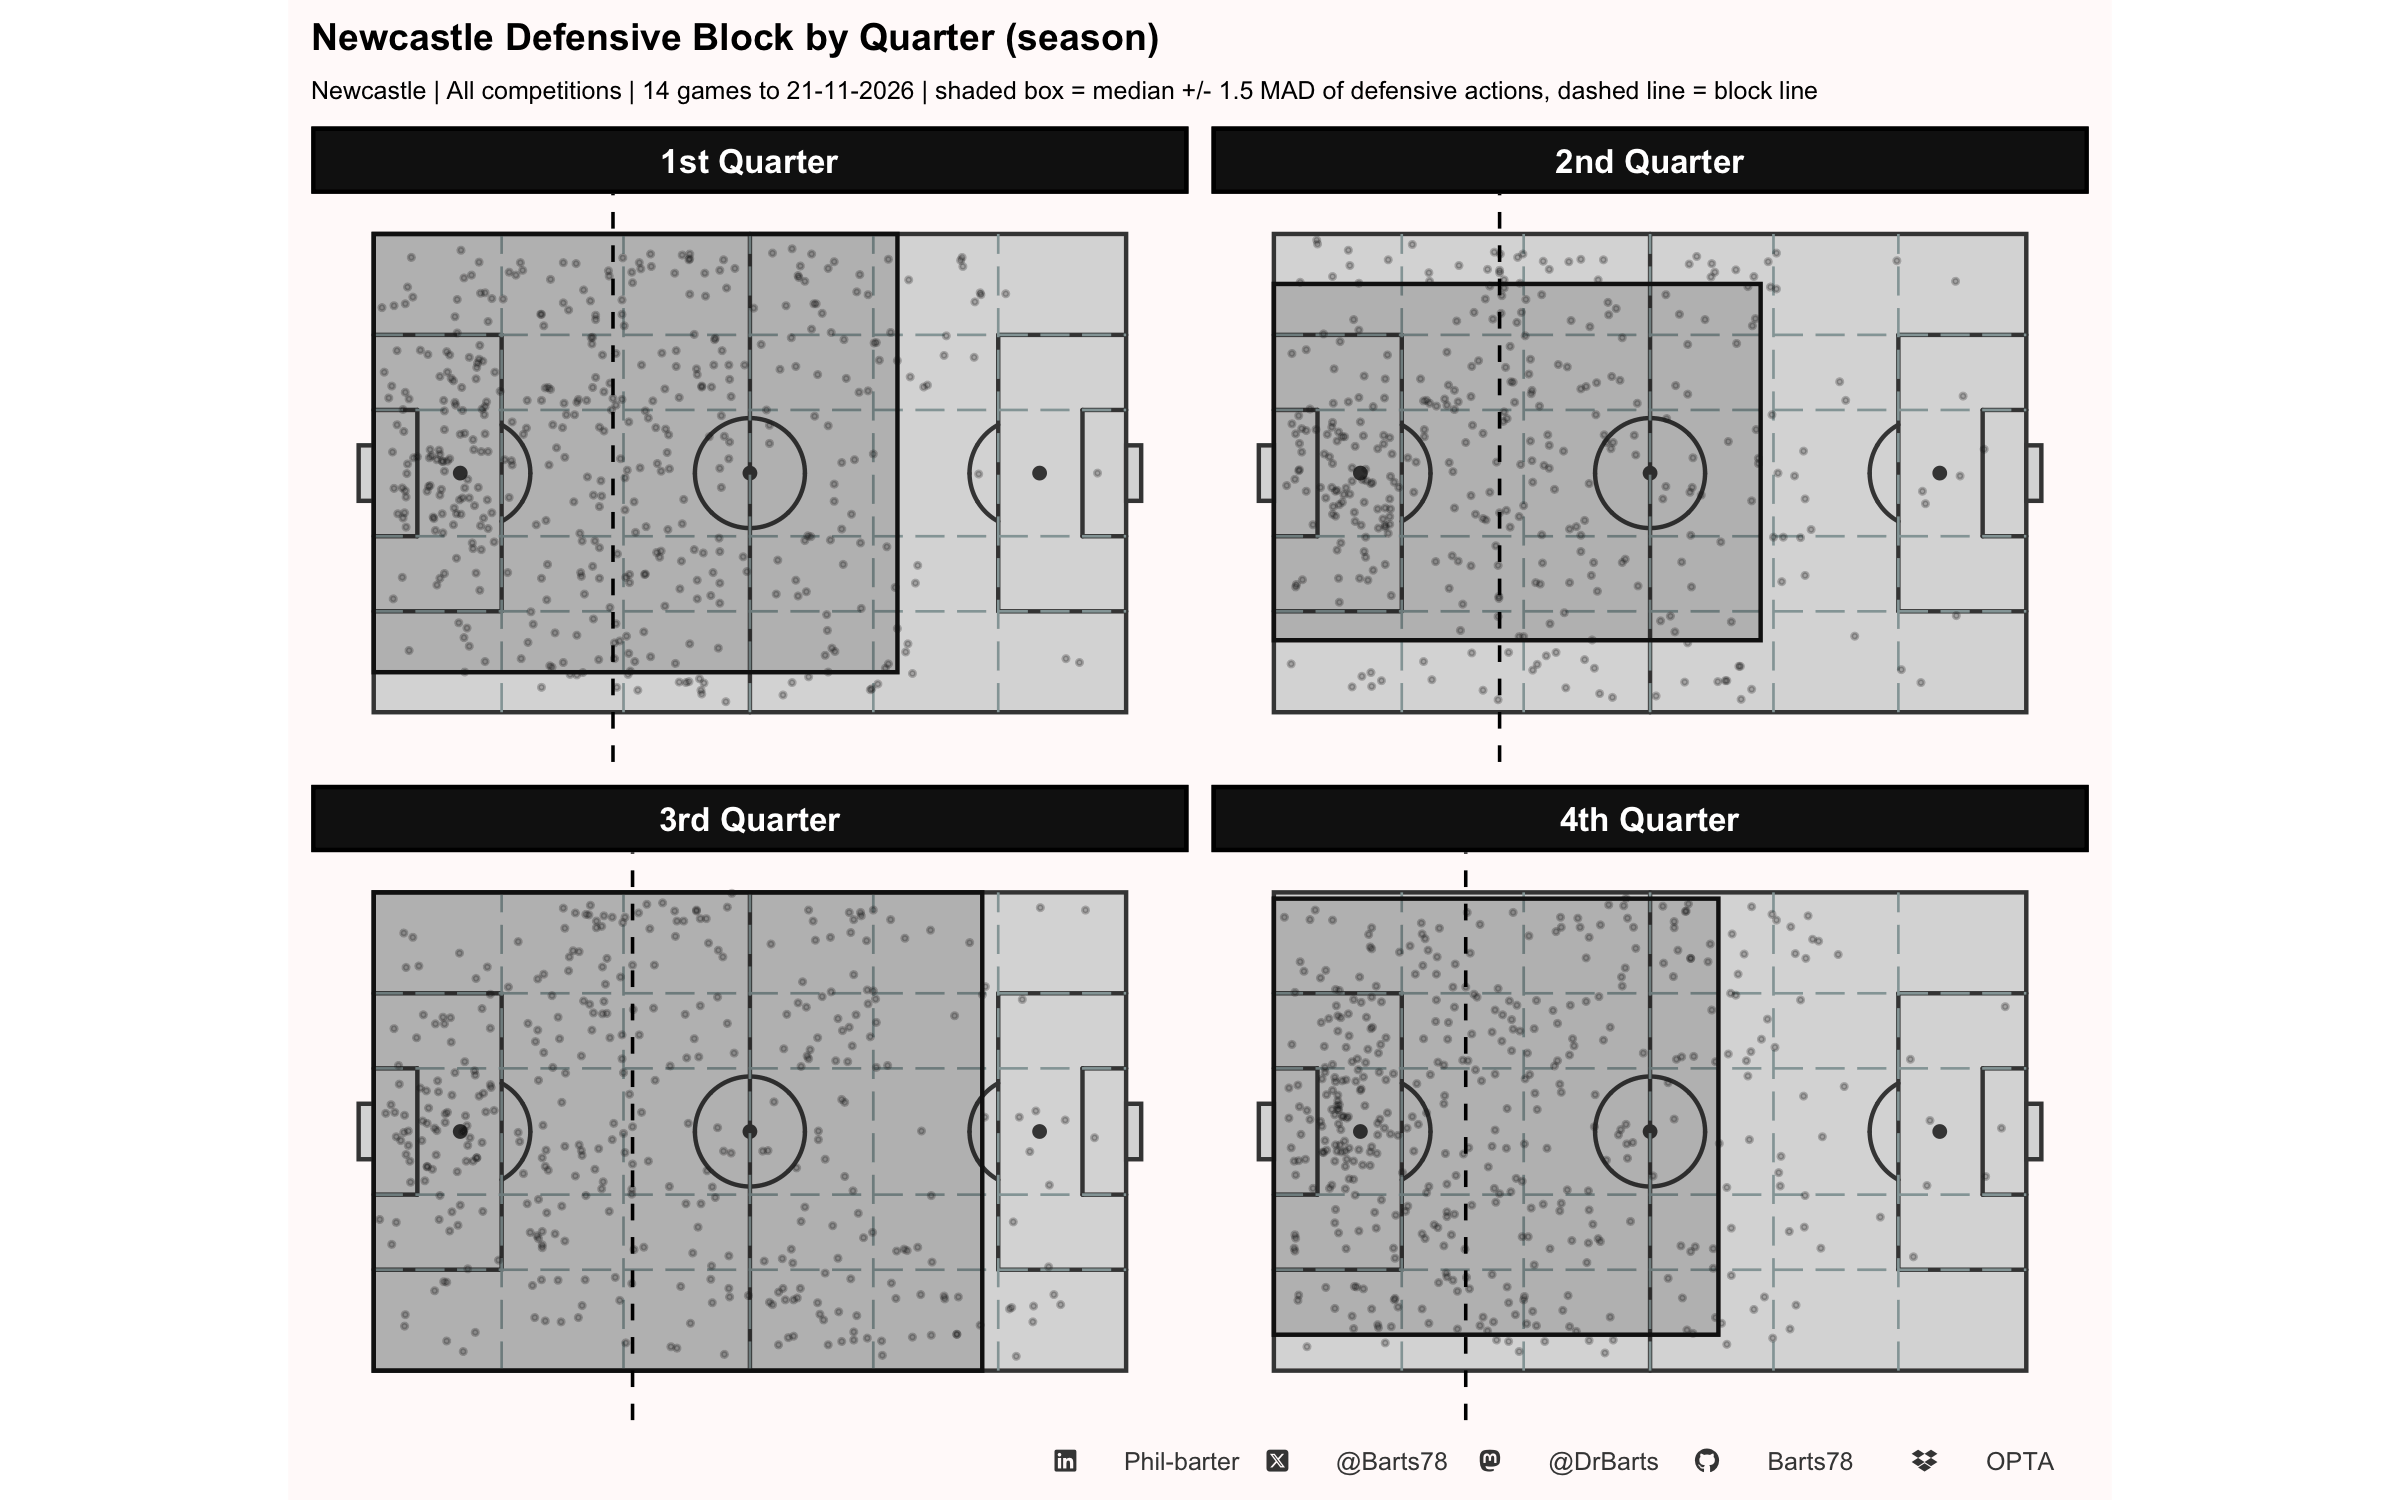 Newcastle Defensive Block by Quarter (season)
Newcastle | All competitions | 14 games to 21-11-2026 | shaded box = median +/- 1.5 MAD of defensive actions, dashed line = block line
1st Quarter
2nd Quarter
3rd Quarter
4th Quarter
Phil-barter @Barts78 @DrBarts Barts78 OPTA